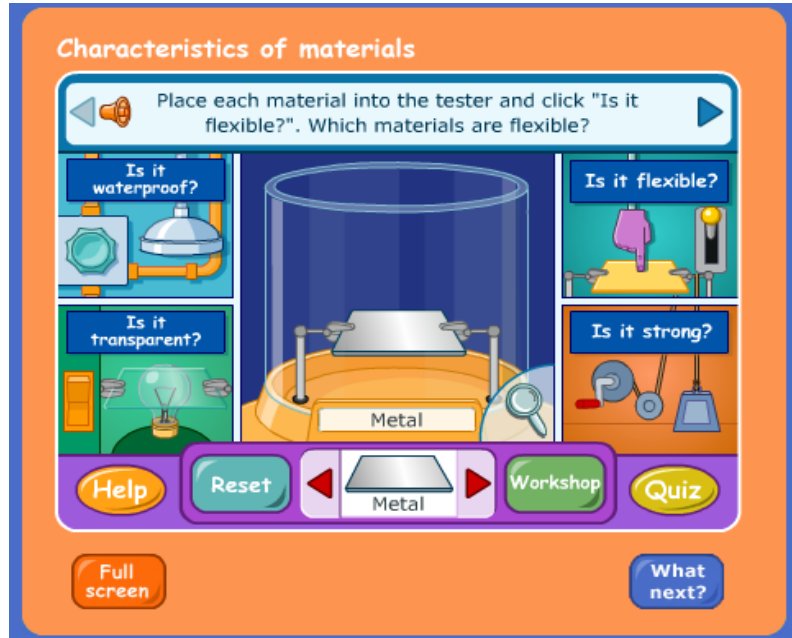 Characteristics of materials
Place each material into the tester and click "Is it
flexible?". Which materials are flexible?
Is it
waterproof?
Is it flexible?
Is it
transparent?
Is it strong?
Metal
Help
Reset
Metal
Workshop
Quiz
Full
screen
What
next?